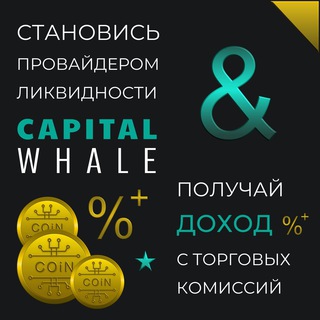 СТАНОВИСЬ
ПРОВАЙДЕРОМ
ЛИКВИДНОСТИ
CAPITAL
WHALE
&
%+
COiN
COiN
COiN
ПОЛУЧАЙ
ДОХОД %+
С ТОРГОВЫХ
КОМИССИЙ